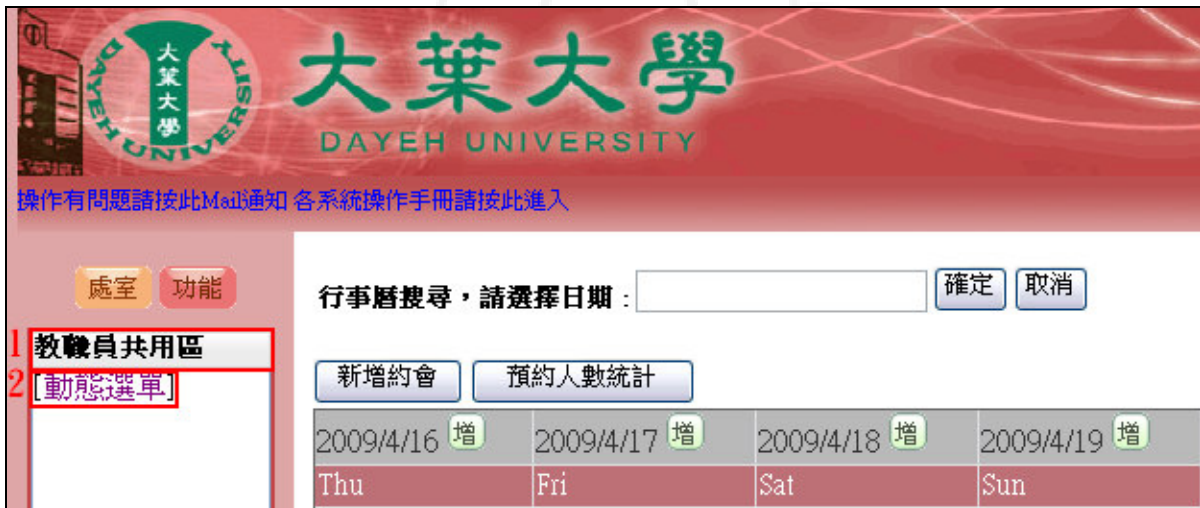 大葉大學
DAYEH UNIVERSITY
大葉大學
DAYEH UNIVERSITY
操作有問題請按此Mail通知 各系統操作手冊請按此進入
處室 功能
行事曆搜尋，請選擇日期： 確定 取消
1 教職員共用區
2 [動態選單]
新增約會 預約人數統計
2009/4/16 增 2009/4/17 增 2009/4/18 增 2009/4/19 增
Thu Fri Sat Sun